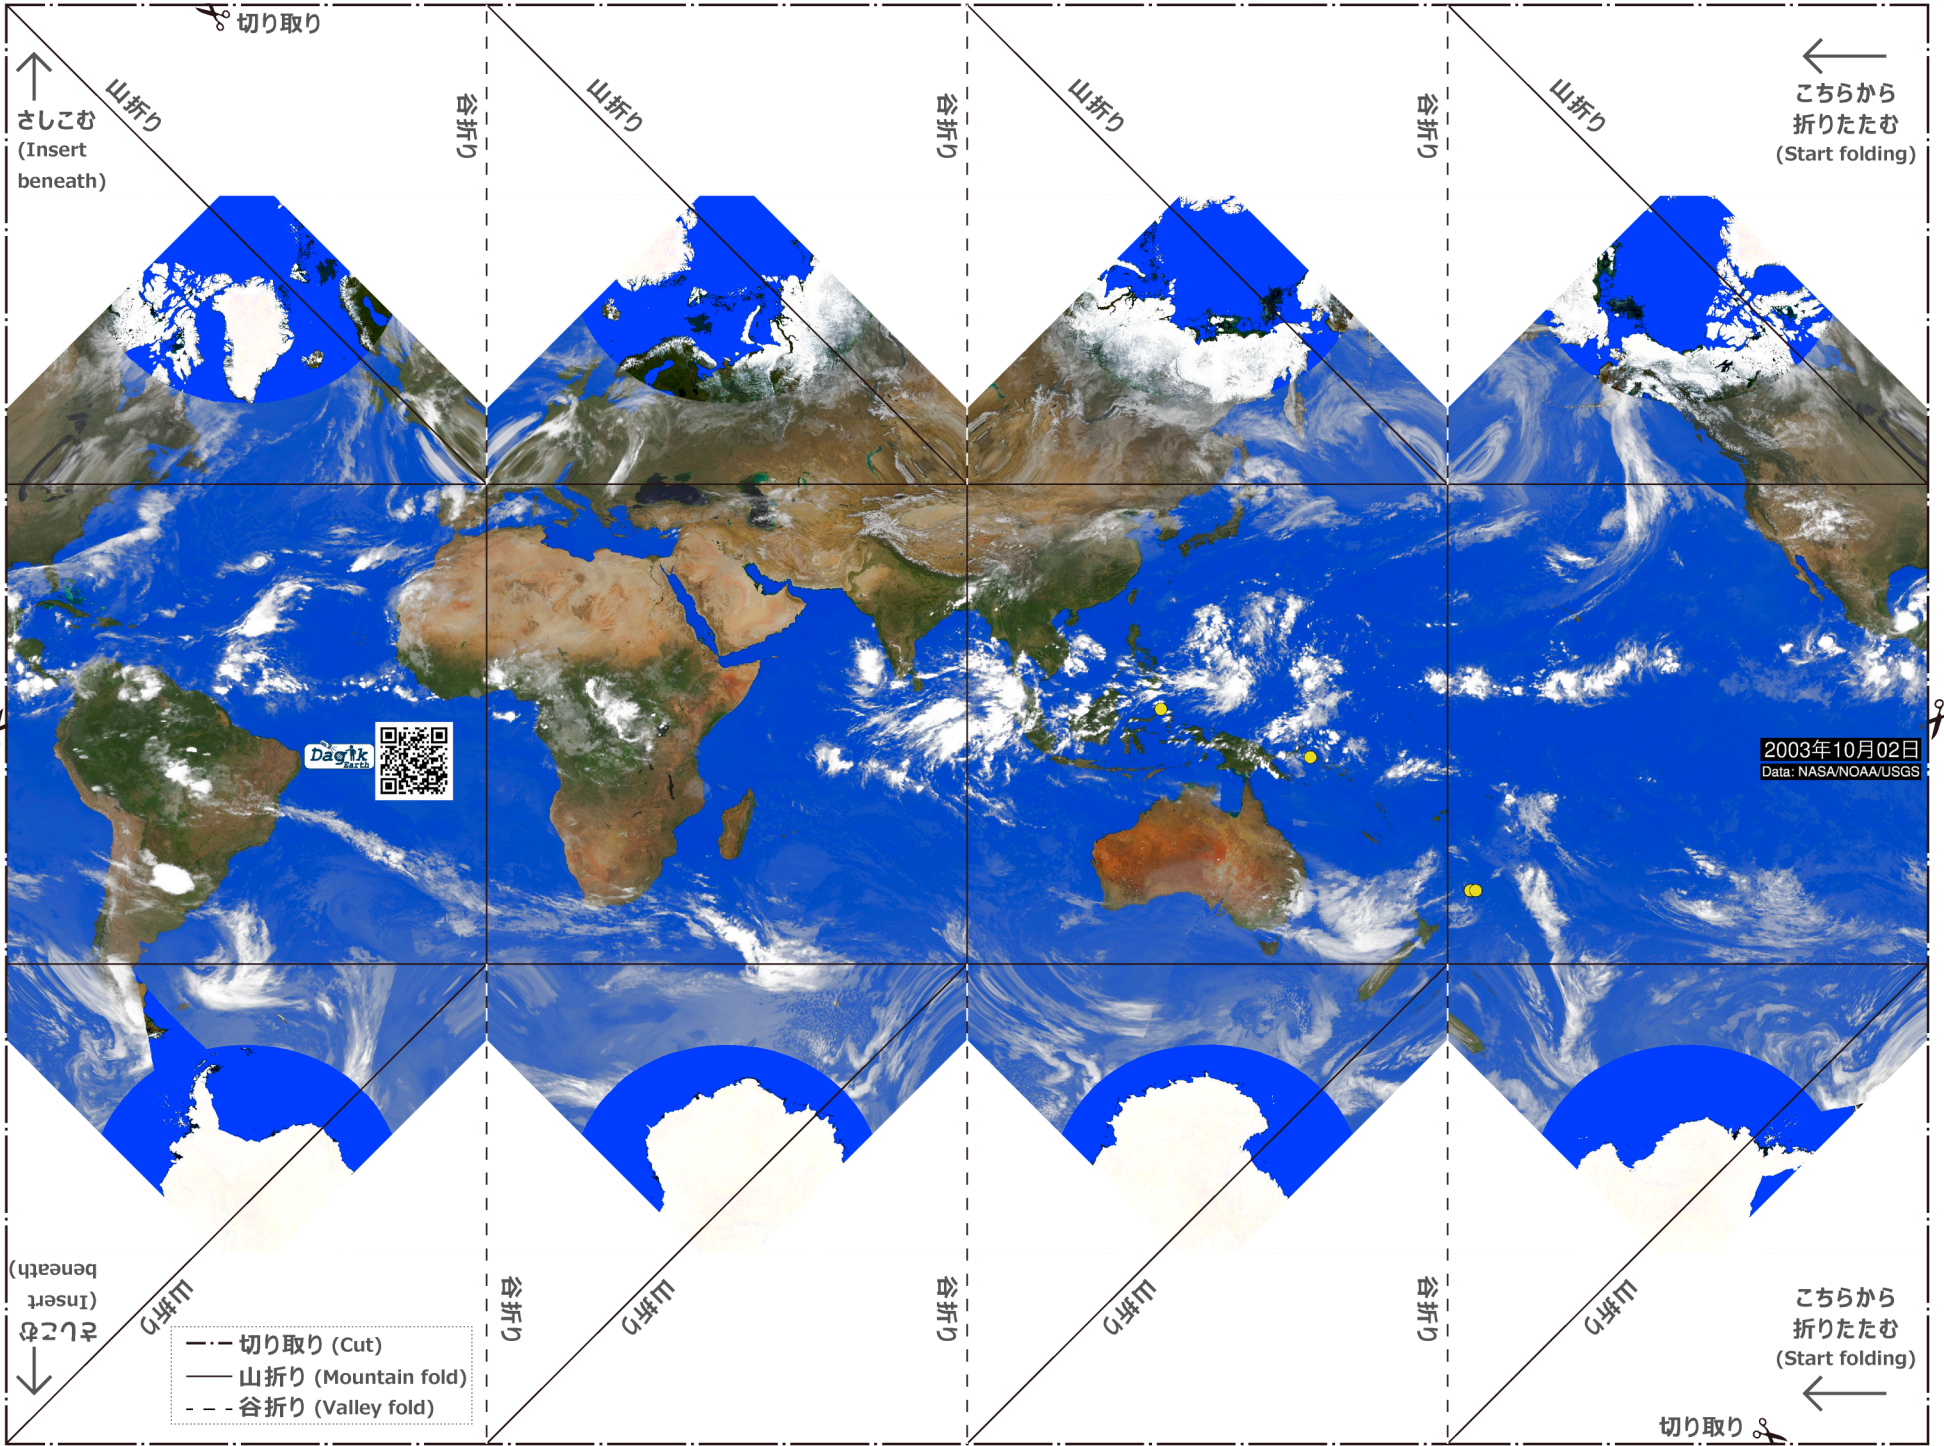 切り取り
山折り
谷折り
山折り
谷折り
山折り
谷折り
山折り
さしこむ
(Insert
beneath)
こちらから
折りたたむ
(Start folding)
Dagik
Earth
2003年10月02日
Data: NASA/NOAA/USGS
さしこむ
(Insert
beneath)
山折り
谷折り
山折り
谷折り
山折り
谷折り
山折り
こちらから
折りたたむ
(Start folding)
切り取り (Cut)
山折り (Mountain fold)
谷折り (Valley fold)
切り取り